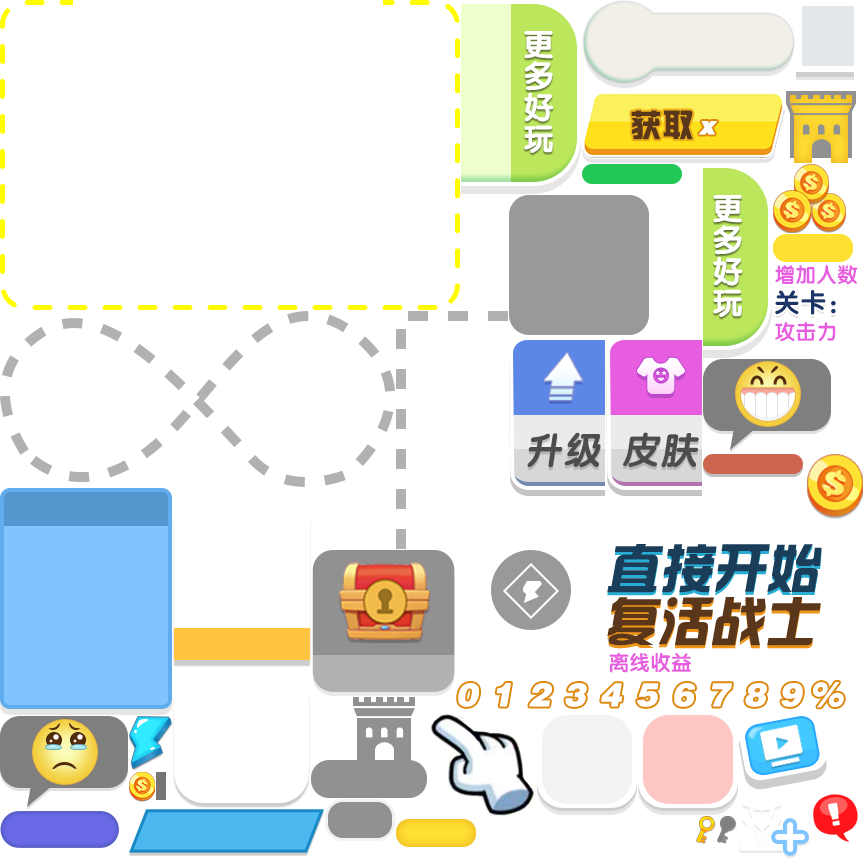 更多好玩
获取x
更多好玩
增加人数
关卡：
攻击力
升级
皮肤
直接开始
复活战士
离线收益
0123456789%